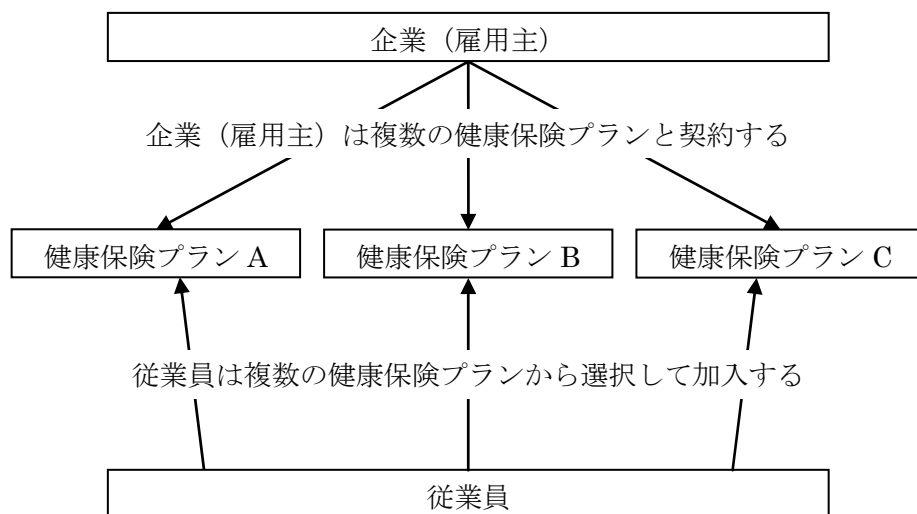 企業（雇用主）
企業（雇用主）は複数の健康保険プランと契約する
健康保険プラン A
健康保険プラン B
健康保険プラン C
従業員は複数の健康保険プランから選択して加入する
従業員